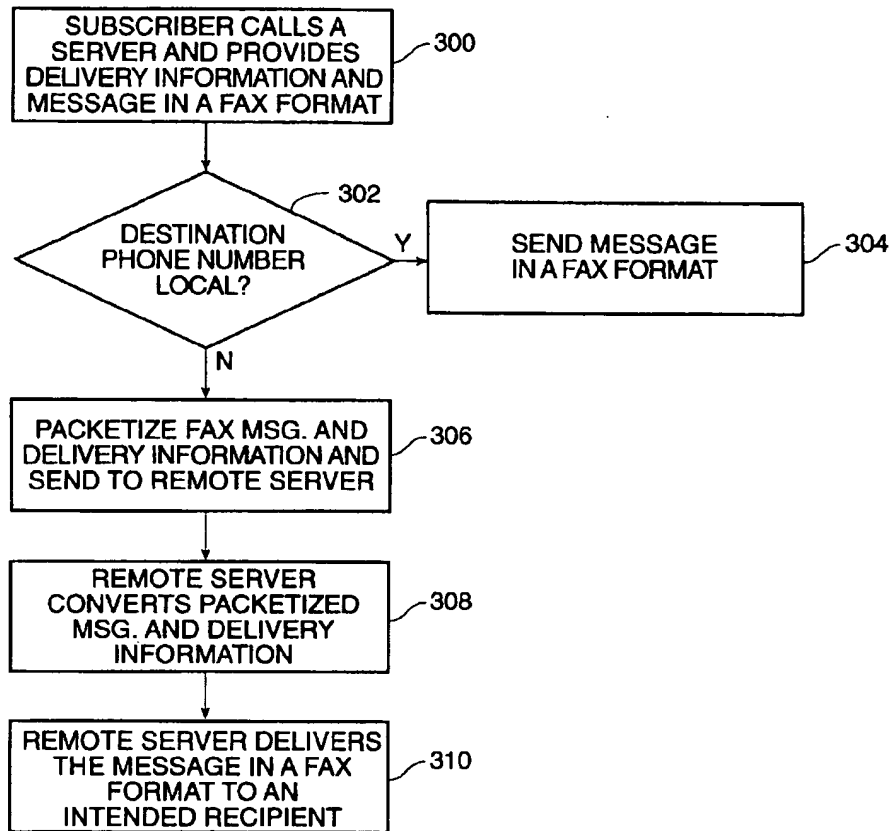 SUBSCRIBER CALLS A
SERVER AND PROVIDES
DELIVERY INFORMATION AND
MESSAGE IN A FAX FORMAT
300
302
DESTINATION
PHONE NUMBER
LOCAL?
Y
SEND MESSAGE
IN A FAX FORMAT
304
N
PACKETIZE FAX MSG. AND
DELIVERY INFORMATION AND
SEND TO REMOTE SERVER
306
REMOTE SERVER
CONVERTS PACKETIZED
MSG. AND DELIVERY
INFORMATION
308
REMOTE SERVER DELIVERS
THE MESSAGE IN A FAX
FORMAT TO AN
INTENDED RECIPIENT
310